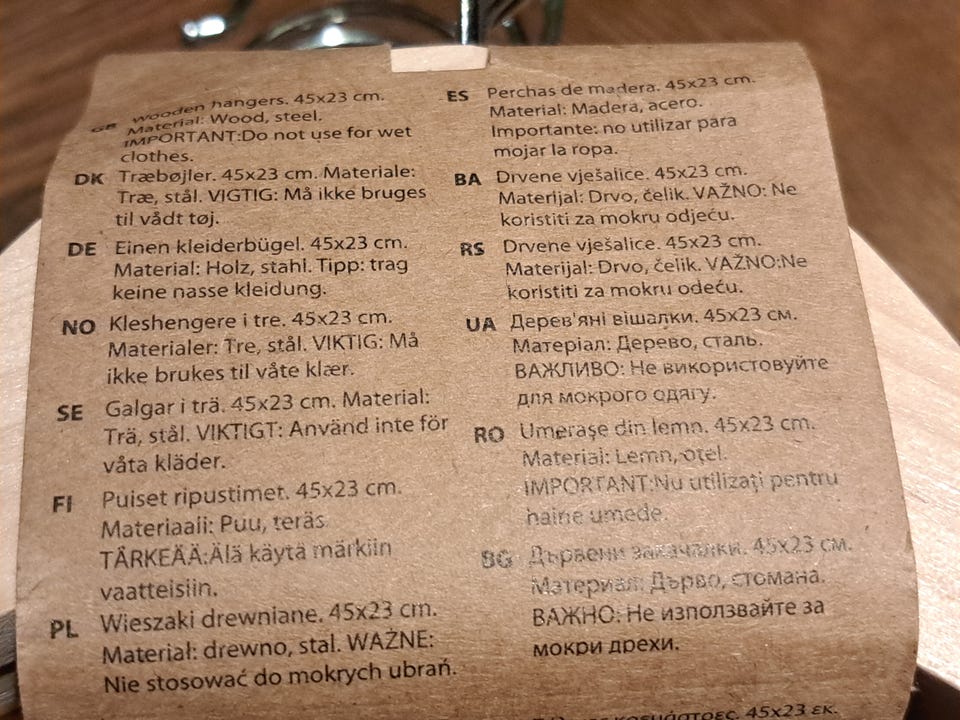 GB Wooden hangers. 45x23 cm.
Material: Wood, steel.
IMPORTANT:Do not use for wet
clothes.
DK Træbøjler. 45x23 cm. Materiale:
Træ, stål. VIGTIG: Må ikke bruges
til vådt tøj.
DE Einen kleiderbügel. 45x23 cm.
Material: Holz, stahl. Tipp: trag
keine nasse kleidung.
NO Kleshengere i tre. 45x23 cm.
Materialer: Tre, stål. VIKTIG: Må
ikke brukes til våte klær.
SE Galgar i trä. 45x23 cm. Material:
Trä, stål. VIKTIGT: Använd inte för
våta kläder.
FI Puiset ripustimet. 45x23 cm.
Materiaali: Puu, teräs.
TÄRKEÄÄ:Älä käytä märkiin
vaatteisiin.
PL Wieszaki drewniane. 45x23 cm.
Materiał: drewno, stal. WAŻNE:
Nie stosować do mokrych ubrań.
ES Perchas de madera. 45x23 cm.
Material: Madera, acero.
Importante: no utilizar para
mojar la ropa.
BA Drvene vješalice. 45x23 cm.
Materijal: Drvo, čelik. VAŽNO: Ne
koristiti za mokru odjeću.
RS Drvene vješalice. 45x23 cm.
Materijal: Drvo, čelik. VAŽNO:Ne
koristiti za mokru odeću.
UA Дерев'яні вішалки. 45x23 см.
Матеріал: Дерево, сталь.
ВАЖЛИВО: Не використовуйте
для мокрого одягу.
RO Umerașe din lemn. 45x23 cm.
Material: Lemn, oțel.
IMPORTANT:Nu utilizați pentru
haine umede.
BG Дървени закачалки. 45x23 см.
Материал: Дърво, стомана.
ВАЖНО: Не използвайте за
мокри дрехи.
κρεμάστρες. 45x23 εκ.